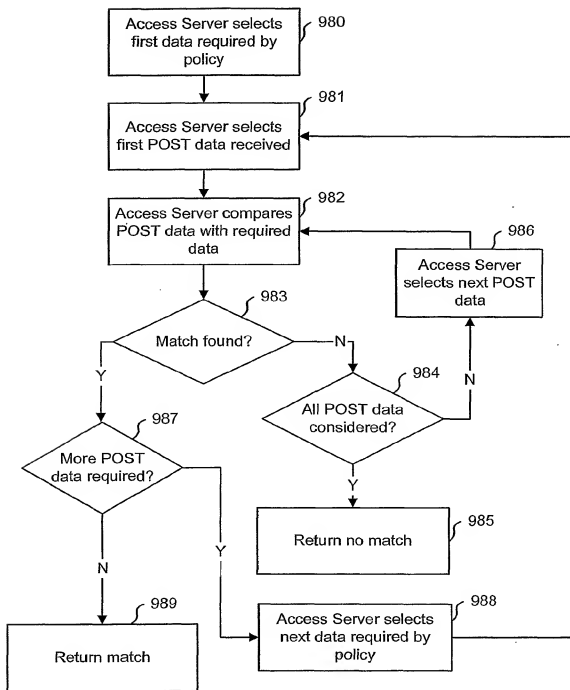 Access Server selects
first data required by
policy
980
Access Server selects
first POST data received
981
Access Server compares
POST data with required
data
982
Access Server
selects next POST
data
986
Match found?
983
N
Y
All POST data
considered?
984
N
Y
More POST
data required?
987
Y
N
Return no match
985
Access Server selects
next data required by
policy
988
Return match
989